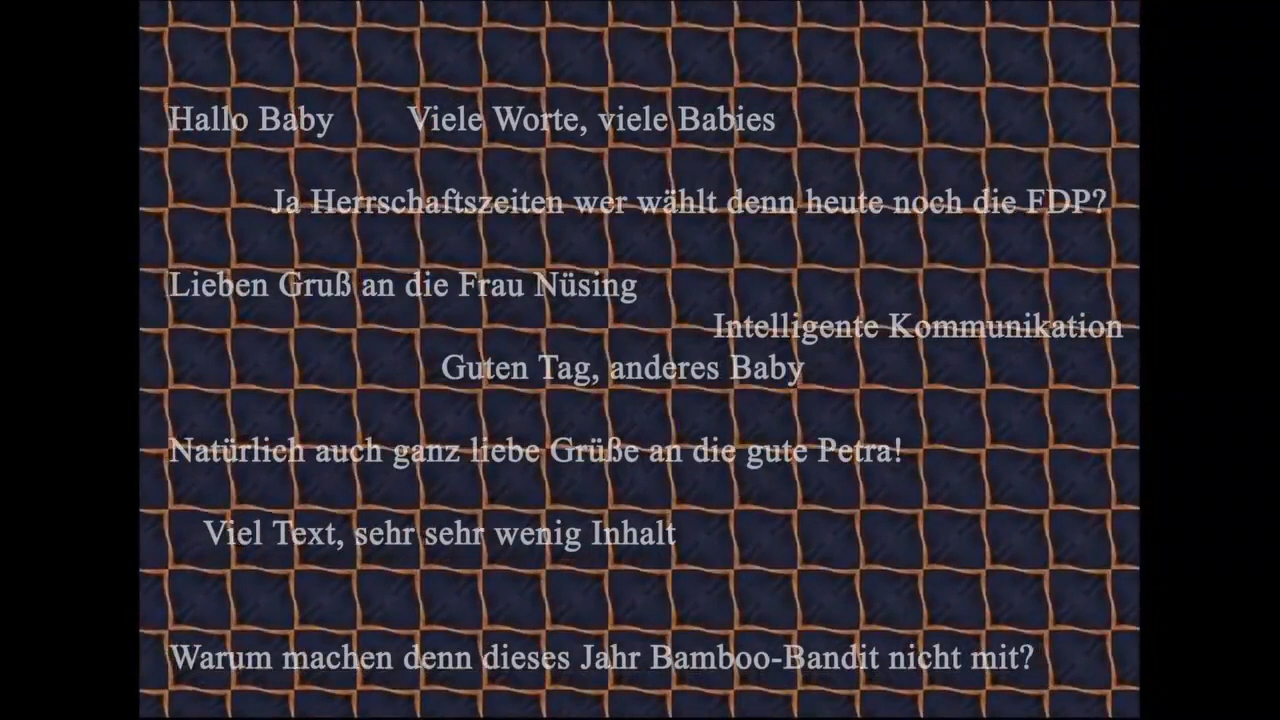 Hallo Baby Viele Worte, viele Babies
Ja Herrschaftszeiten wer wählt denn heute noch die FDP?
Lieben Gruß an die Frau Nüsing
Intelligente Kommunikation
Guten Tag, anderes Baby
Natürlich auch ganz liebe Grüße an die gute Petra!
Viel Text, sehr sehr wenig Inhalt
Warum machen denn dieses Jahr Bamboo-Bandit nicht mit?